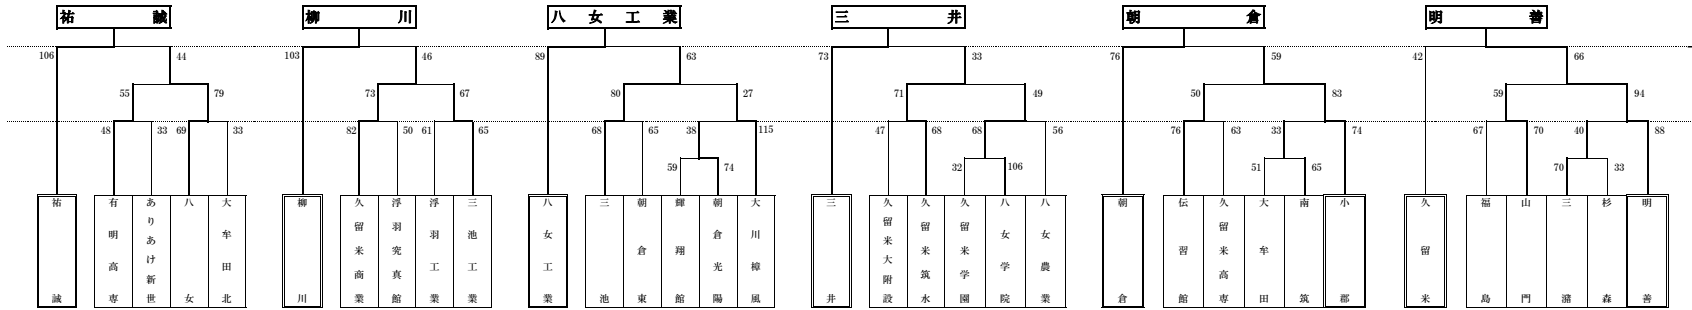 祐誠 柳川 八女工業 三井 朝倉 明善
106 44 103 46 89 63 73 33 76 59 42 66
55 79 73 67 80 27 71 49 50 83 59 94
48 33 69 33 82 50 61 65 68 65 38 115 47 68 68 56 76 63 33 74 67 70 40 88
59 74 32 106 51 65 70 33
祐誠
有明高専
ありあけ新世
八女
大牟田北
柳川
久留米商業
浮羽究真館
浮羽工業
三池工業
八女工業
三池
朝倉東
輝翔館
朝倉光陽
大川樟風
三井
久留米大附設
久留米筑水
久留米学園
八女学院
八女農業
朝倉
伝習館
久留米高専
大牟田
南筑
小郡
久留米
福島
山門
三潴
杉森
明善